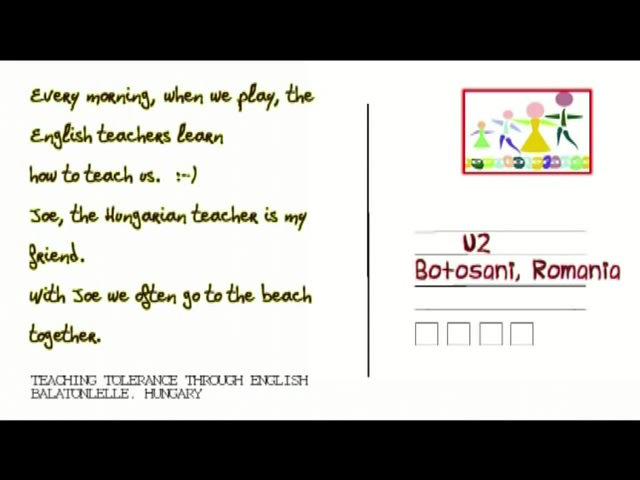 Every morning, when we play, the
English teachers learn
how to teach us. :-)
Joe, the Hungarian teacher is my
friend.
With Joe we often go to the beach
together.
TEACHING TOLERANCE THROUGH ENGLISH
BALATONLELLE. HUNGARY
U2
Botosani, Romania